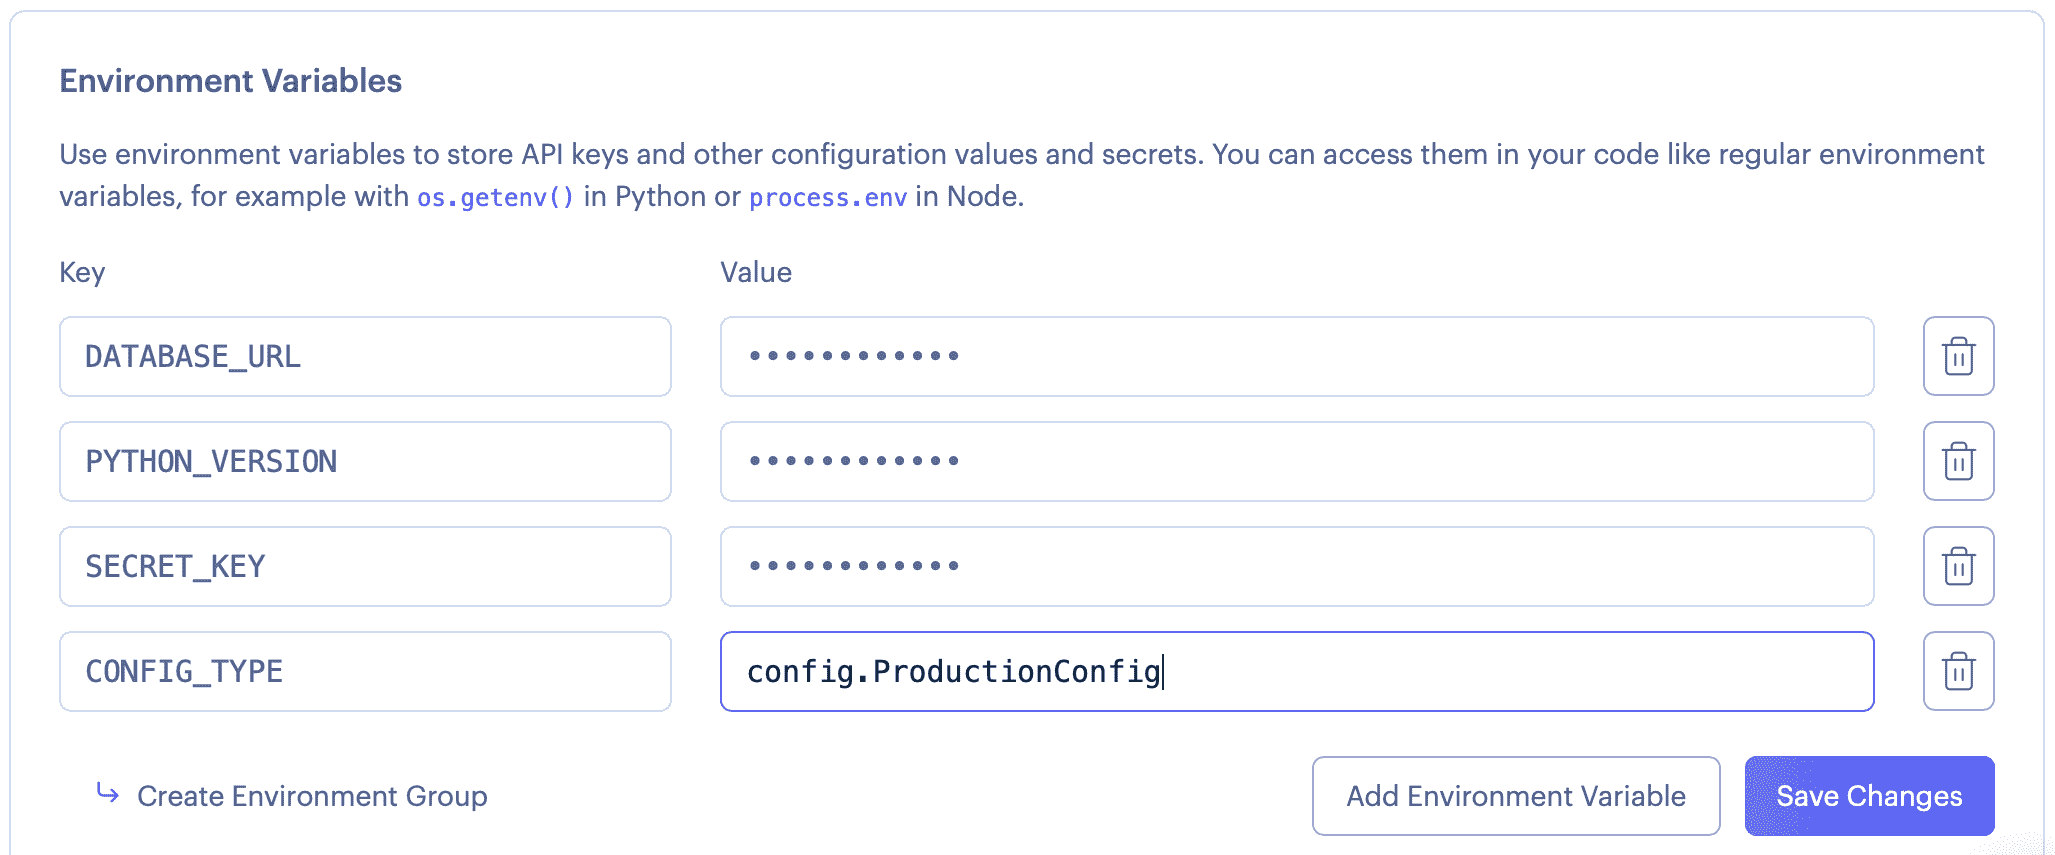 Environment Variables
Use environment variables to store API keys and other configuration values and secrets. You can access them in your code like regular environment
variables, for example with os.getenv() in Python or process.env in Node.
Key Value
DATABASE_URL ••••••••••••
PYTHON_VERSION ••••••••••••
SECRET_KEY ••••••••••••
CONFIG_TYPE config.ProductionConfig
Create Environment Group Add Environment Variable Save Changes